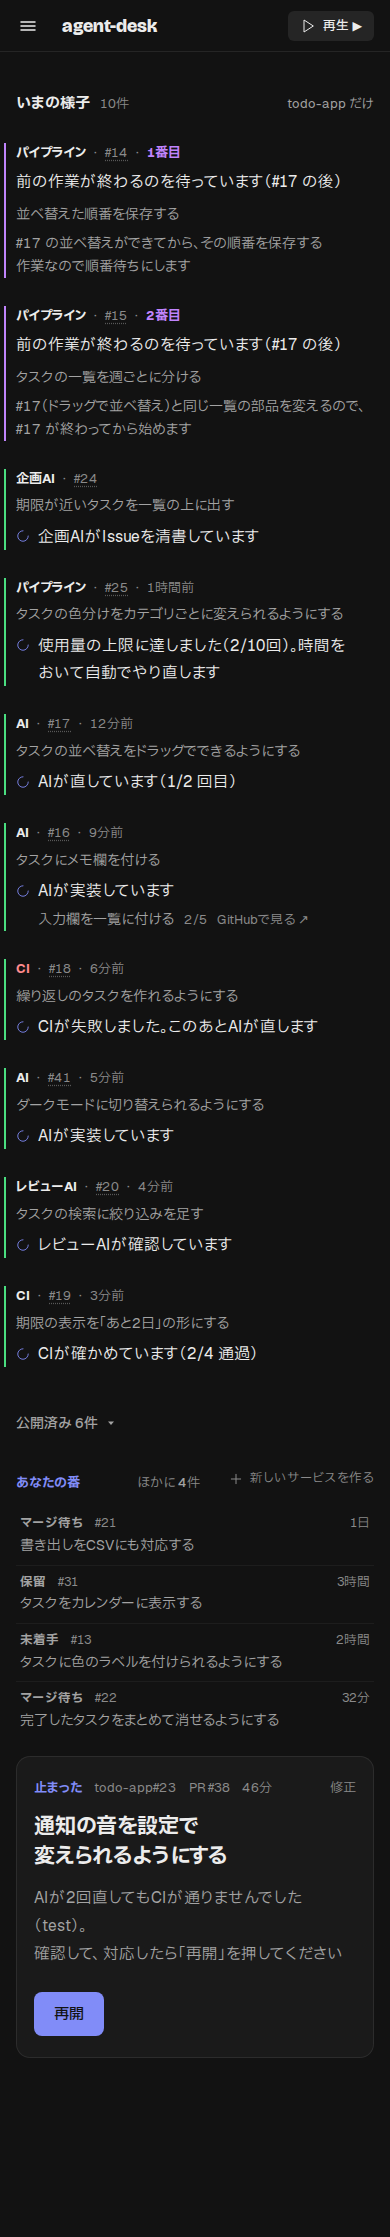 agent-desk
再生 ▶
いまの様子 10件 todo-app だけ
パイプライン · #14 · 1番目
前の作業が終わるのを待っています(#17 の後)
並べ替えた順番を保存する
#17 の並べ替えができてから、その順番を保存する
作業なので順番待ちにします
パイプライン · #15 · 2番目
前の作業が終わるのを待っています(#17 の後)
タスクの一覧を週ごとに分ける
#17(ドラッグで並べ替え)と同じ一覧の部品を変えるので、
#17 が終わってから始めます
企画AI · #24
期限が近いタスクを一覧の上に出す
企画AIがIssueを清書しています
パイプライン · #25 · 1時間前
タスクの色分けをカテゴリごとに変えられるようにする
使用量の上限に達しました(2/10回)。時間を
おいて自動でやり直します
AI · #17 · 12分前
タスクの並べ替えをドラッグでできるようにする
AIが直しています(1/2 回目)
AI · #16 · 9分前
タスクにメモ欄を付ける
AIが実装しています
入力欄を一覧に付ける 2/5 GitHubで見る ↗
CI · #18 · 6分前
繰り返しのタスクを作れるようにする
CIが失敗しました。このあとAIが直します
AI · #41 · 5分前
ダークモードに切り替えられるようにする
AIが実装しています
レビューAI · #20 · 4分前
タスクの検索に絞り込みを足す
レビューAIが確認しています
CI · #19 · 3分前
期限の表示を「あと2日」の形にする
CIが確かめています(2/4 通過)
公開済み 6件 ▾
あなたの番 ほかに 4件 + 新しいサービスを作る
マージ待ち #21 1日
書き出しをCSVにも対応する
保留 #31 3時間
タスクをカレンダーに表示する
未着手 #13 2時間
タスクに色のラベルを付けられるようにする
マージ待ち #22 32分
完了したタスクをまとめて消せるようにする
止まった todo-app#23 PR#38 46分 修正
通知の音を設定で
変えられるようにする
AIが2回直してもCIが通りませんでした
(test)。
確認して、対応したら「再開」を押してください
再開